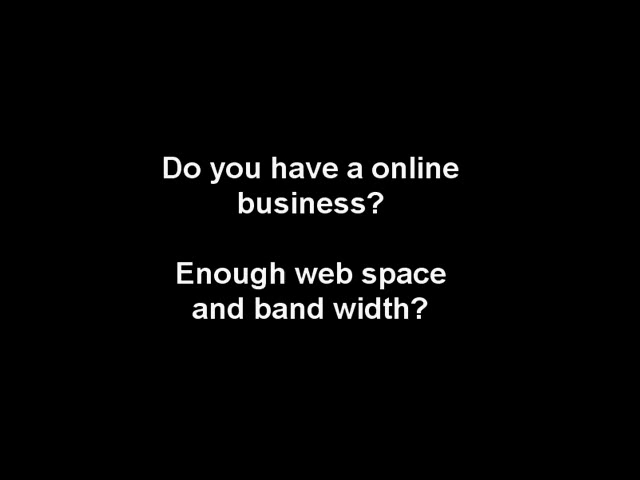 Do you have a online
business?
Enough web space
and band width?